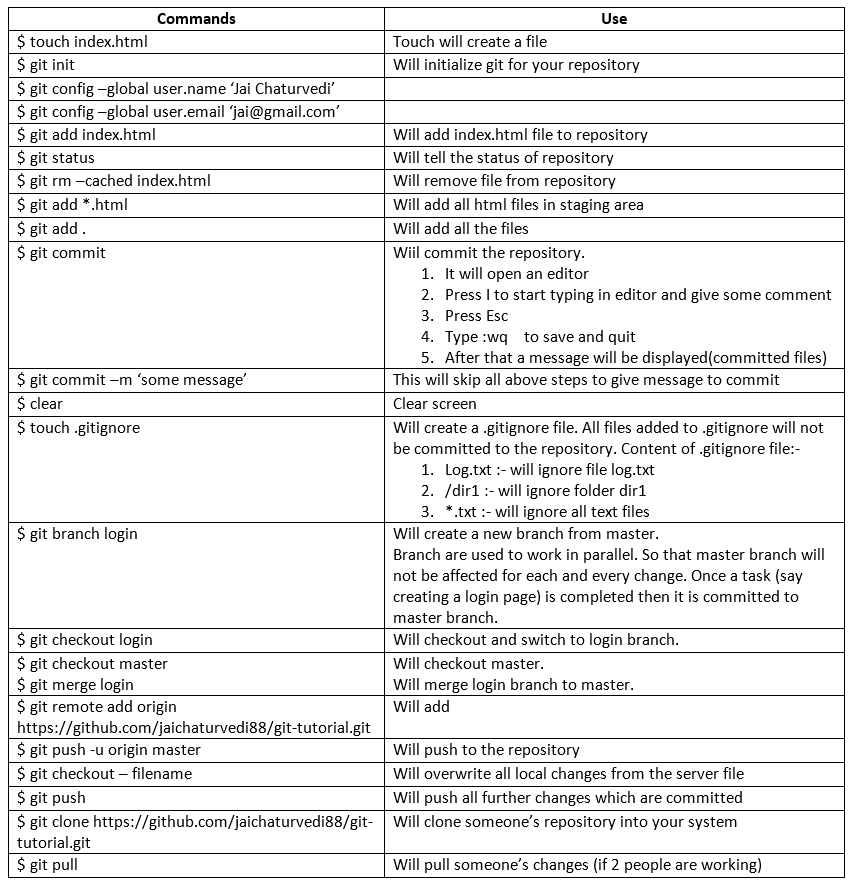 Commands Use
$ touch index.html Touch will create a file
$ git init Will initialize git for your repository
$ git config –global user.name ‘Jai Chaturvedi’
$ git config –global user.email ‘jai@gmail.com’
$ git add index.html Will add index.html file to repository
$ git status Will tell the status of repository
$ git rm –cached index.html Will remove file from repository
$ git add *.html Will add all html files in staging area
$ git add . Will add all the files
$ git commit Wiil commit the repository.
1. It will open an editor
2. Press I to start typing in editor and give some comment
3. Press Esc
4. Type :wq to save and quit
5. After that a message will be displayed(committed files)
$ git commit –m ‘some message’ This will skip all above steps to give message to commit
$ clear Clear screen
$ touch .gitignore Will create a .gitignore file. All files added to .gitignore will not
be committed to the repository. Content of .gitignore file:-
1. Log.txt :- will ignore file log.txt
2. /dir1 :- will ignore folder dir1
3. *.txt :- will ignore all text files
$ git branch login Will create a new branch from master.
Branch are used to work in parallel. So that master branch will
not be affected for each and every change. Once a task (say
creating a login page) is completed then it is committed to
master branch.
$ git checkout login Will checkout and switch to login branch.
$ git checkout master Will checkout master.
$ git merge login Will merge login branch to master.
$ git remote add origin Will add
https://github.com/jaichaturvedi88/git-tutorial.git
$ git push -u origin master Will push to the repository
$ git checkout – filename Will overwrite all local changes from the server file
$ git push Will push all further changes which are committed
$ git clone https://github.com/jaichaturvedi88/git- Will clone someone’s repository into your system
tutorial.git
$ git pull Will pull someone’s changes (if 2 people are working)